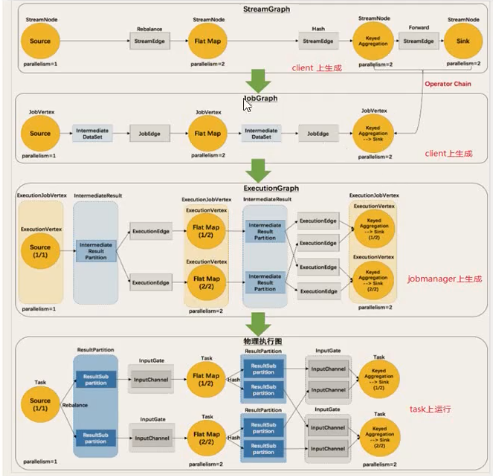 StreamGraph
StreamNode
StreamNode
StreamNode
StreamNode
Source
Rebalance
StreamEdge
Flat Map
Hash
StreamEdge
Keyed
Aggregation
Forward
StreamEdge
Sink
parallelism=1
parallelism=2
parallelism=2
parallelism=2
client 上生成
Operator Chain
JobGraph
JobVertex
JobVertex
JobVertex
Source
Intermediate
DataSet
JobEdge
Flat Map
Intermediate
DataSet
JobEdge
Keyed
Aggregation
---> Sink
parallelism=1
parallelism=2
parallelism=2
client上生成
ExecutionGraph
ExecutionJobVertex
IntermediateResult
ExecutionJobVertex
IntermediateResult
ExecutionJobVertex
ExecutionVertex
Source
(1/1)
Intermediate
Result
Partition
ExecutionEdge
ExecutionEdge
ExecutionVertex
Flat Map
(1/2)
ExecutionVertex
Flat Map
(2/2)
Intermediate
Result
Partition
Intermediate
Result
Partition
ExecutionEdge
ExecutionEdge
ExecutionEdge
ExecutionEdge
ExecutionVertex
Keyed
Aggregation
---> Sink
(1/2)
ExecutionVertex
Keyed
Aggregation
---> Sink
(2/2)
parallelism=1
parallelism=2
parallelism=2
jobmanager上生成
物理执行图
Task
Source
(1/1)
Rebalance
ResultPartition
ResultSub
partition
ResultSub
partition
InputGate
InputChannel
InputGate
InputChannel
Task
Flat Map
(1/2)
Task
Flat Map
(2/2)
Hash
Hash
ResultPartition
ResultSub
partition
ResultSub
partition
ResultPartition
ResultSub
partition
ResultSub
partition
InputGate
InputChannel
InputGate
InputChannel
Task
Keyed
Aggregation
---> Sink
(1/2)
Task
Keyed
Aggregation
---> Sink
(2/2)
parallelism=1
parallelism=2
parallelism=2
task上运行